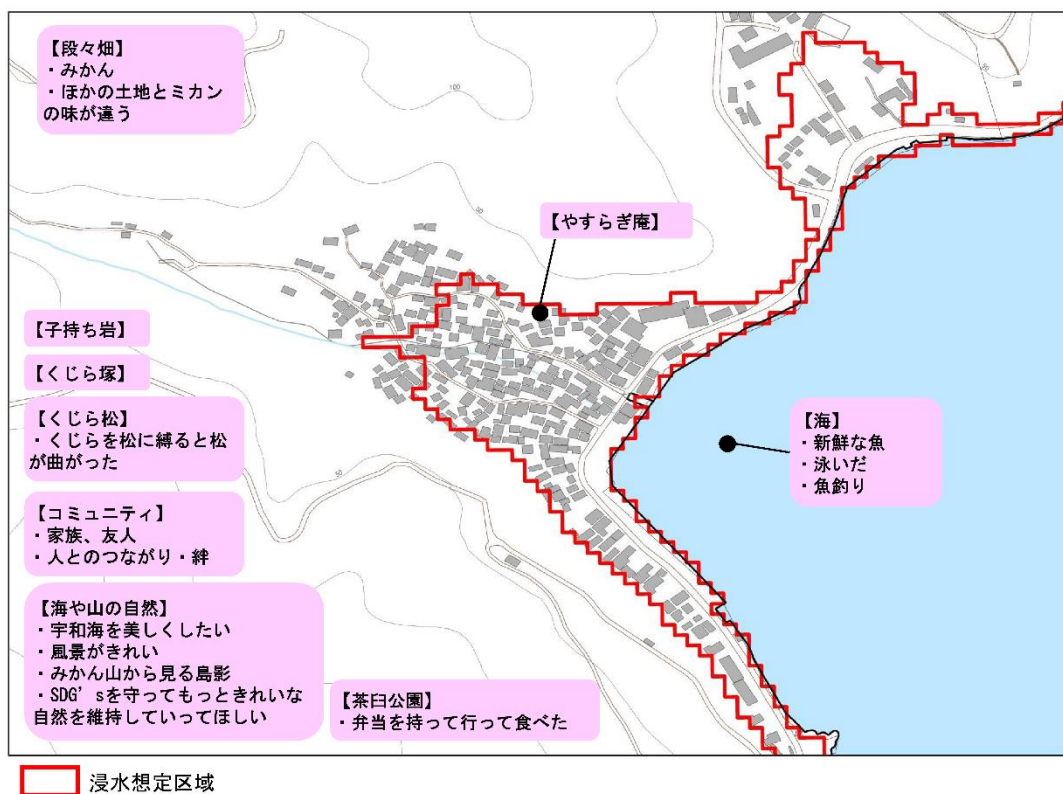 【段々畑】
・みかん
・ほかの土地とミカン
の味が違う
100
50
50
【やすらぎ庵】
【子持ち岩】
【くじら塚】
【くじら松】
・くじらを松に縛ると松
が曲がった
【海】
・新鮮な魚
・泳いだ
・魚釣り
50
【コミュニティ】
・家族、友人
・人とのつながり・絆
【海や山の自然】
・宇和海を美しくしたい
・風景がきれい
・みかん山から見る島影
・SDG’sを守ってもっときれいな
自然を維持していってほしい
【茶臼公園】
・弁当を持って行って食べた
浸水想定区域